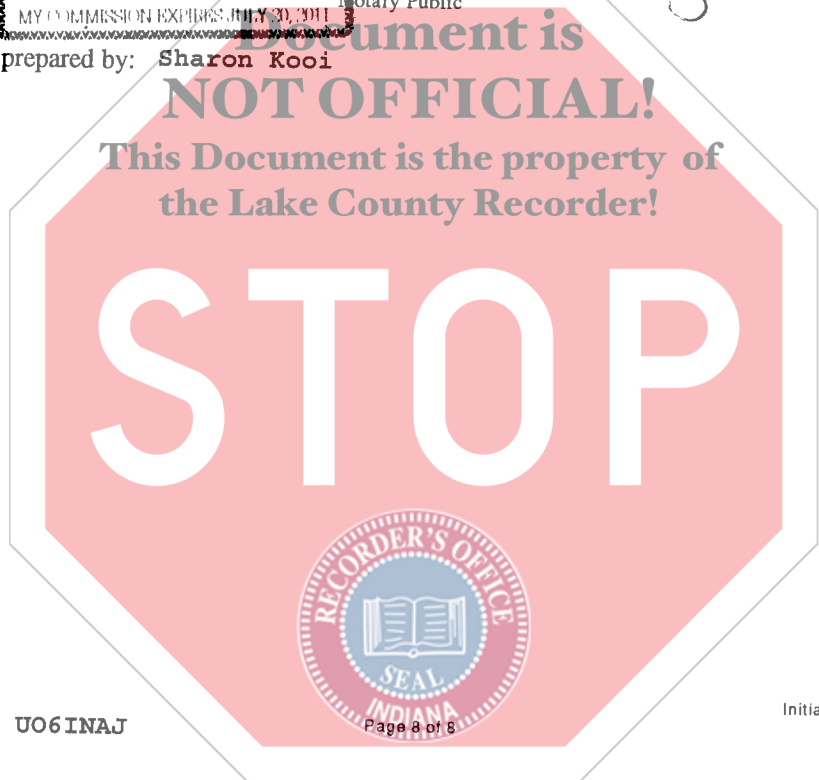 Notary Public
MY COMMISSION EXPIRES JULY 30, 2011
Document is
prepared by: Sharon Kooi
NOT OFFICIAL!
This Document is the property of
the Lake County Recorder!
STOP
RECORDER'S OFFICE
SEAL
INDIANA
UO6INAJ
Page 8 of 8
Initia